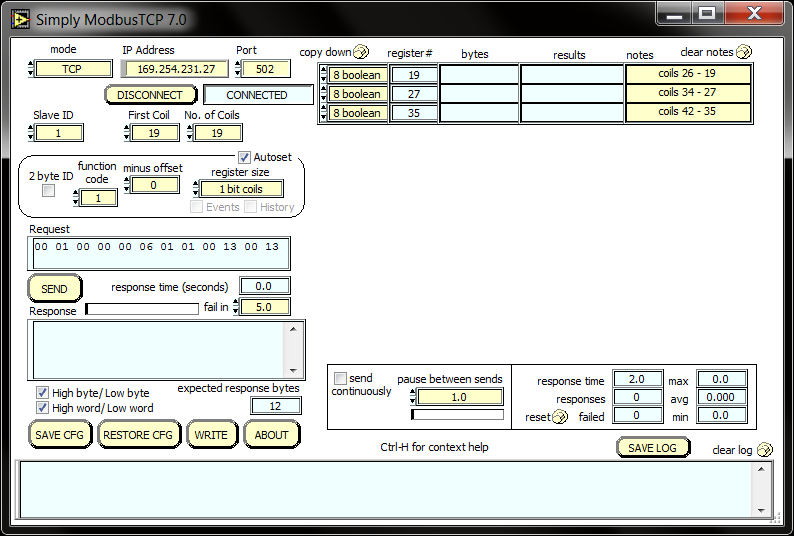 Simply ModbusTCP 7.0
mode IP Address Port
TCP 169.254.231.27 502
DISCONNECT CONNECTED
Slave ID First Coil No. of Coils
1 19 19
Autoset
2 byte ID function code minus offset register size
1 0 1 bit coils
Events History
Request
00 01 00 00 00 06 01 01 00 13 00 13
SEND response time (seconds) 0.0
Response fail in 5.0
High byte/Low byte expected response bytes
High word/Low word 12
SAVE CFG RESTORE CFG WRITE ABOUT
copy down register# bytes results notes clear notes
8 boolean 19 coils 26 - 19
8 boolean 27 coils 34 - 27
8 boolean 35 coils 42 - 35
send continuously pause between sends
1.0
response time 2.0 max 0.0
responses 0 avg 0.000
reset failed 0 min 0.0
Ctrl-H for context help SAVE LOG clear log